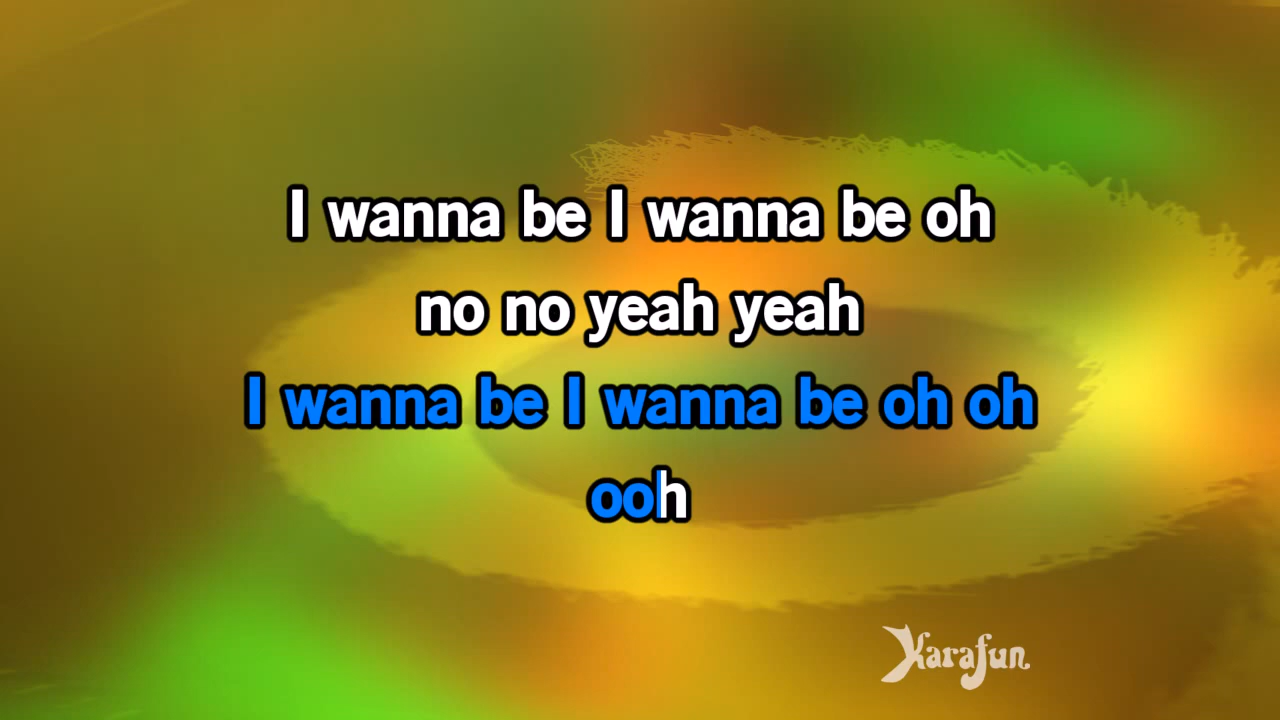 I wanna be I wanna be oh
no no yeah yeah
I wanna be I wanna be oh oh
ooh
Karafun